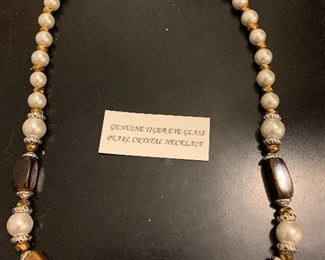 GENUINE TIGER EYE GLASS
PEARL CRYSTAL NECKLACE